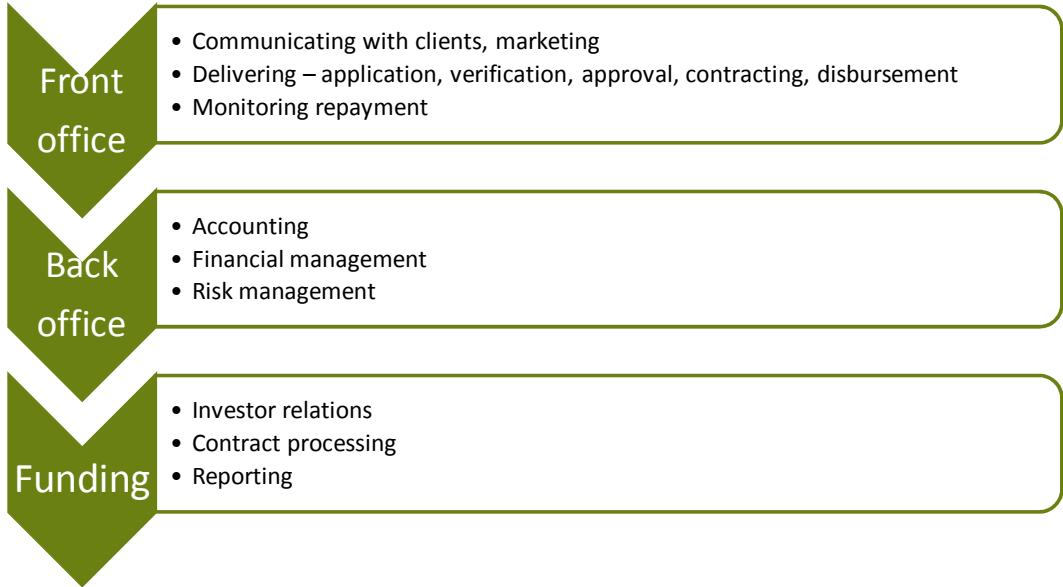 Front
office
• Communicating with clients, marketing
• Delivering – application, verification, approval, contracting, disbursement
• Monitoring repayment
Back
office
• Accounting
• Financial management
• Risk management
Funding
• Investor relations
• Contract processing
• Reporting